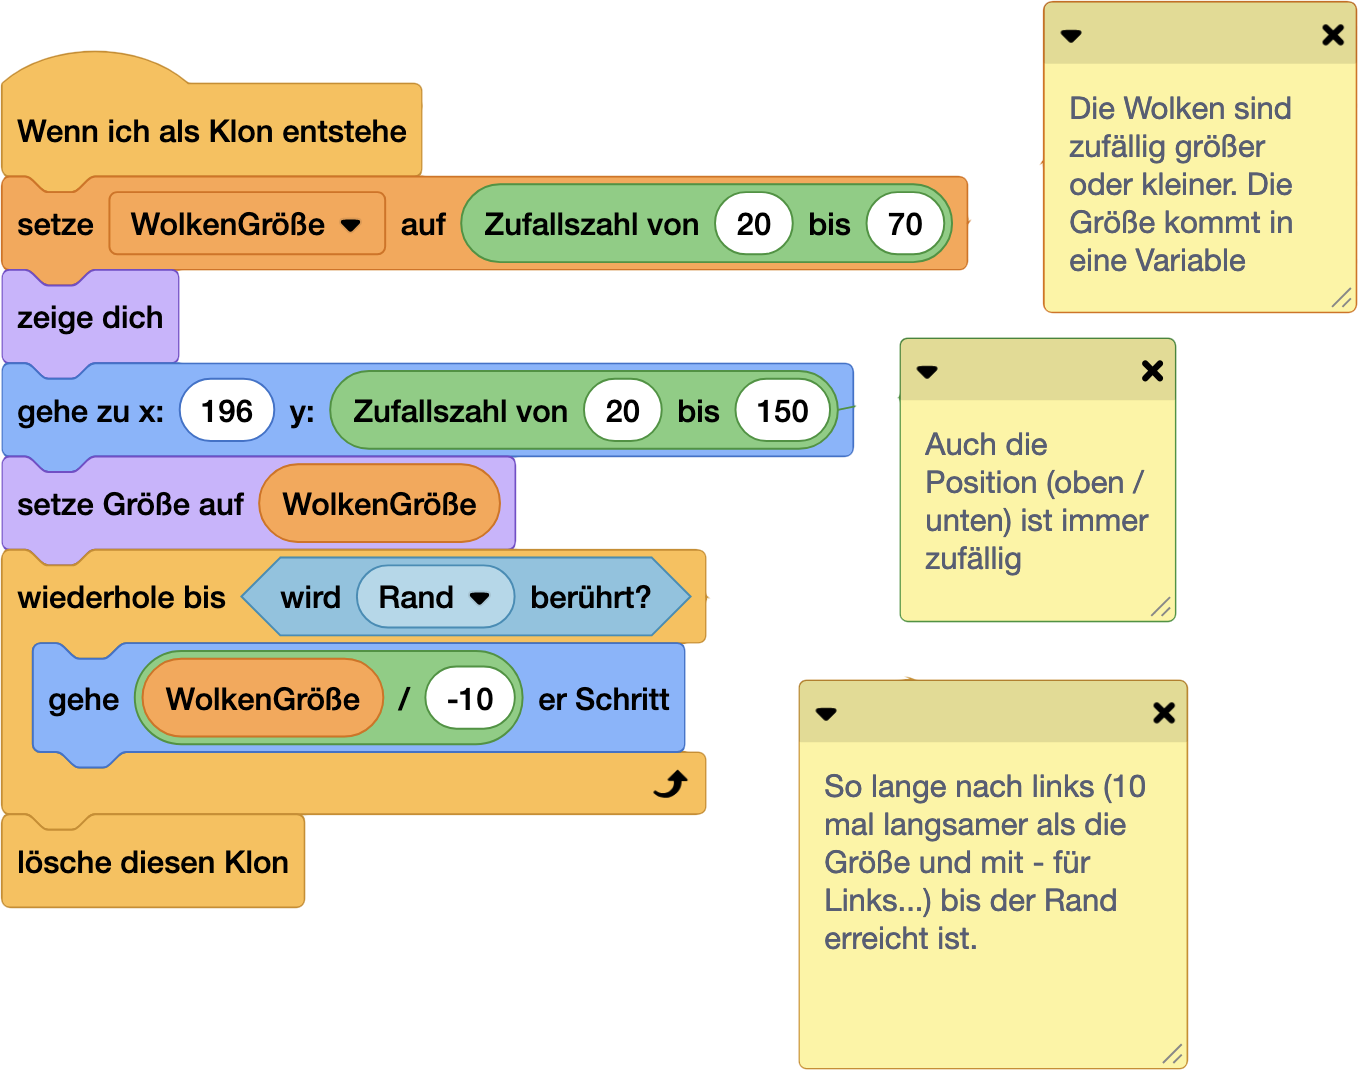 Wenn ich als Klon entstehe
setze WolkenGröße auf Zufallszahl von 20 bis 70
zeige dich
gehe zu x: 196 y: Zufallszahl von 20 bis 150
setze Größe auf WolkenGröße
wiederhole bis wird Rand berührt?
gehe WolkenGröße / -10 er Schritt
lösche diesen Klon
Die Wolken sind
zufällig größer
oder kleiner. Die
Größe kommt in
eine Variable
Auch die
Position (oben /
unten) ist immer
zufällig
So lange nach links (10
mal langsamer als die
Größe und mit - für
Links...) bis der Rand
erreicht ist.